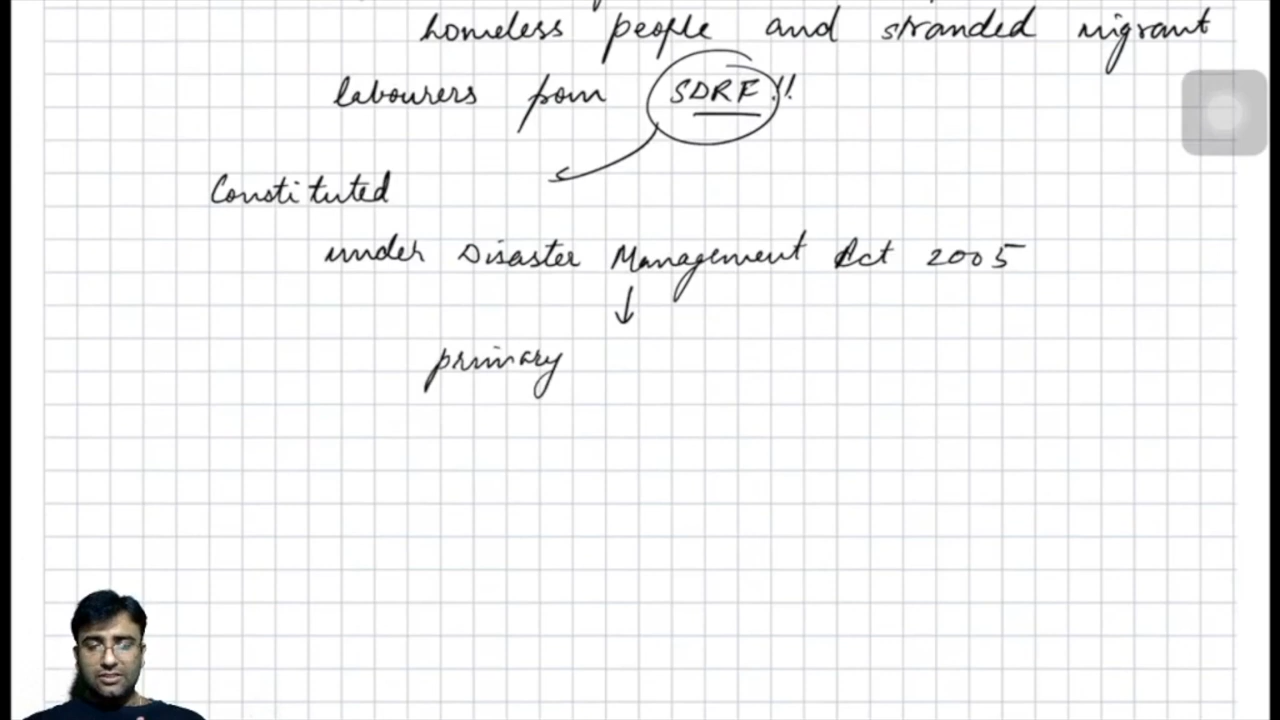 homeless people and stranded migrant
labourers from SDRF!!
Constituted
under Disaster Management Act 2005
primary